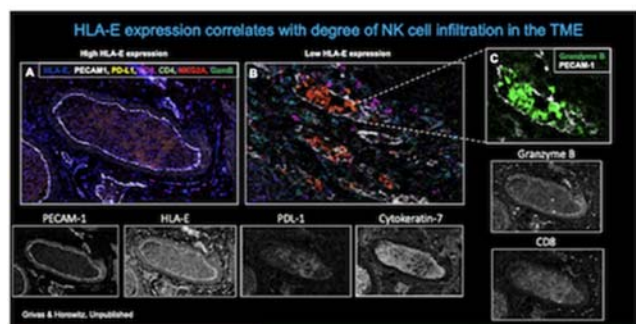 HLA-E expression correlates with degree of NK cell infiltration in the TME
High HLA-E expression
Low HLA-E expression
A
HLA-E, PECAM1, PD-L1, CD4, NKG2A, GzmB
B
C
Granzyme B
PECAM-1
Granzyme B
PECAM-1
HLA-E
PDL-1
Cytokeratin-7
CD8
Grivas & Horowitz, Unpublished